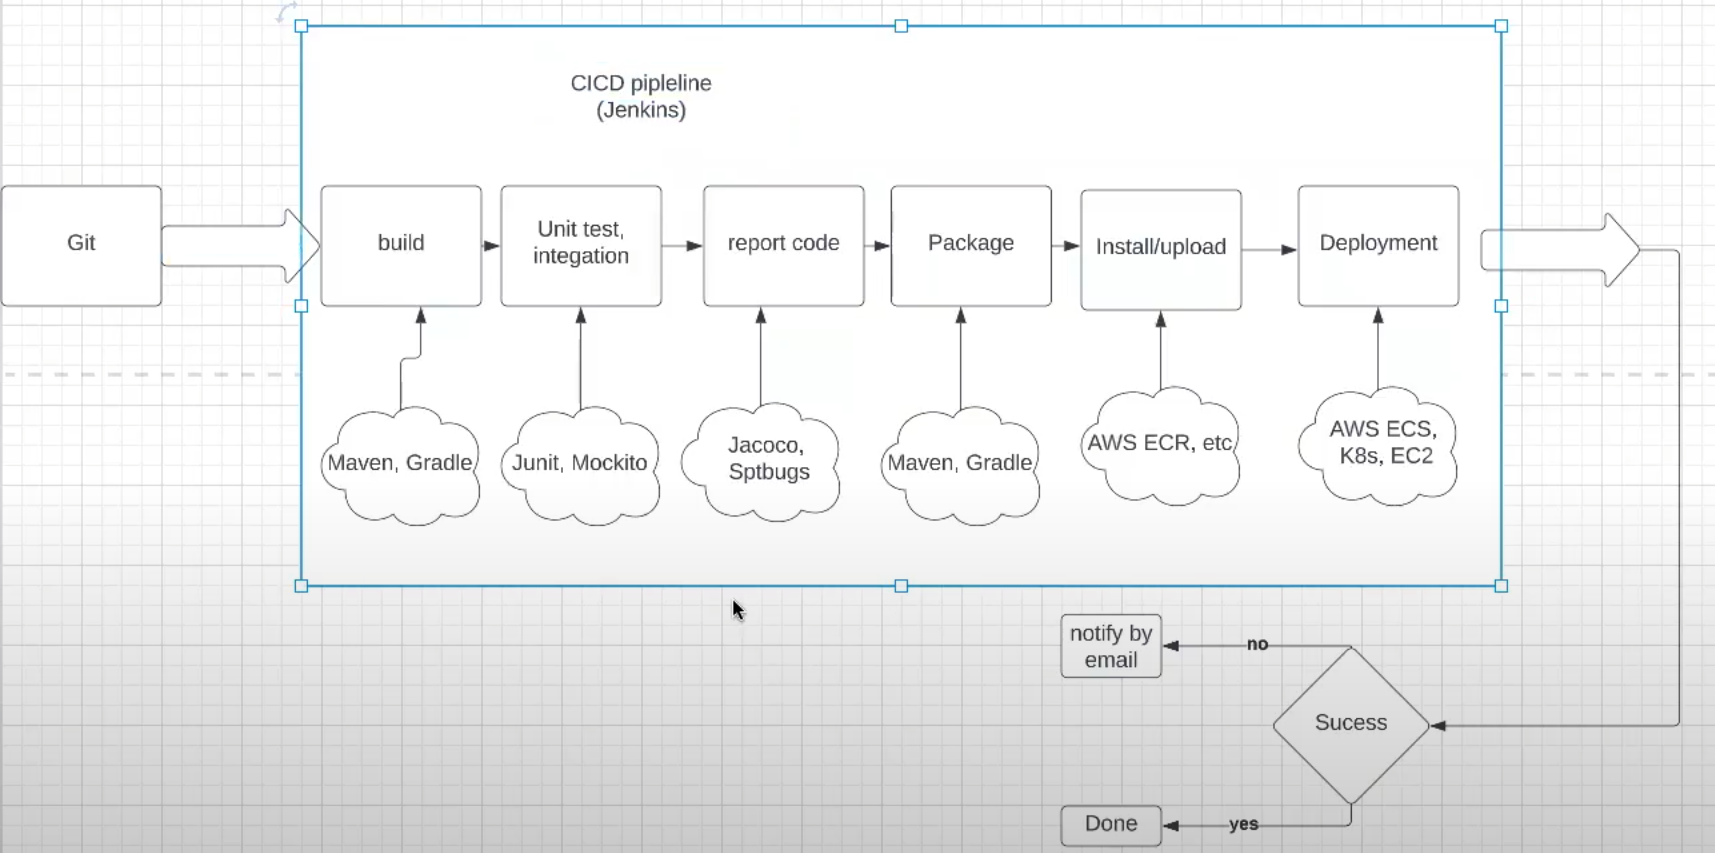 CICD pipleline
(Jenkins)
Git
build
Unit test,
integation
report code
Package
Install/upload
Deployment
Maven, Gradle
Junit, Mockito
Jacoco,
Sptbugs
Maven, Gradle
AWS ECR, etc
AWS ECS,
K8s, EC2
notify by
email
no
Sucess
Done
yes